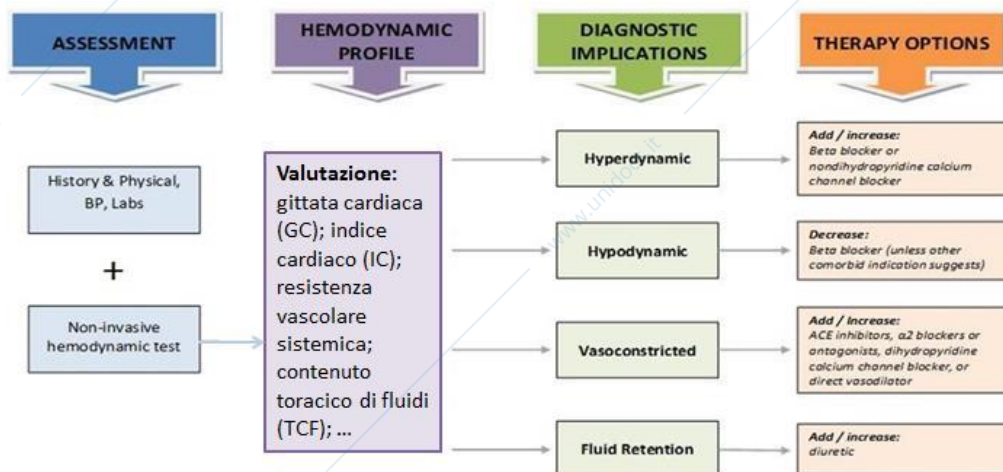 ASSESSMENT
HEMODYNAMIC
PROFILE
DIAGNOSTIC
IMPLICATIONS
THERAPY OPTIONS
History & Physical,
BP, Labs
+
Non-invasive
hemodynamic test
Valutazione:
gittata cardiaca
(GC); indice
cardiaco (IC);
resistenza
vascolare
sistemica;
contenuto
toracico di fluidi
(TCF); ...
Hyperdynamic
Hypodynamic
Vasoconstricted
Fluid Retention
Add / increase:
Beta blocker or
nondihydropyridine calcium
channel blocker
Decrease:
Beta blocker (unless other
comorbid indication suggests)
Add / Increase:
ACE inhibitors, α2 blockers or
antagonists, dihydropyridine
calcium channel blocker, or
direct vasodilator
Add / increase:
diuretic